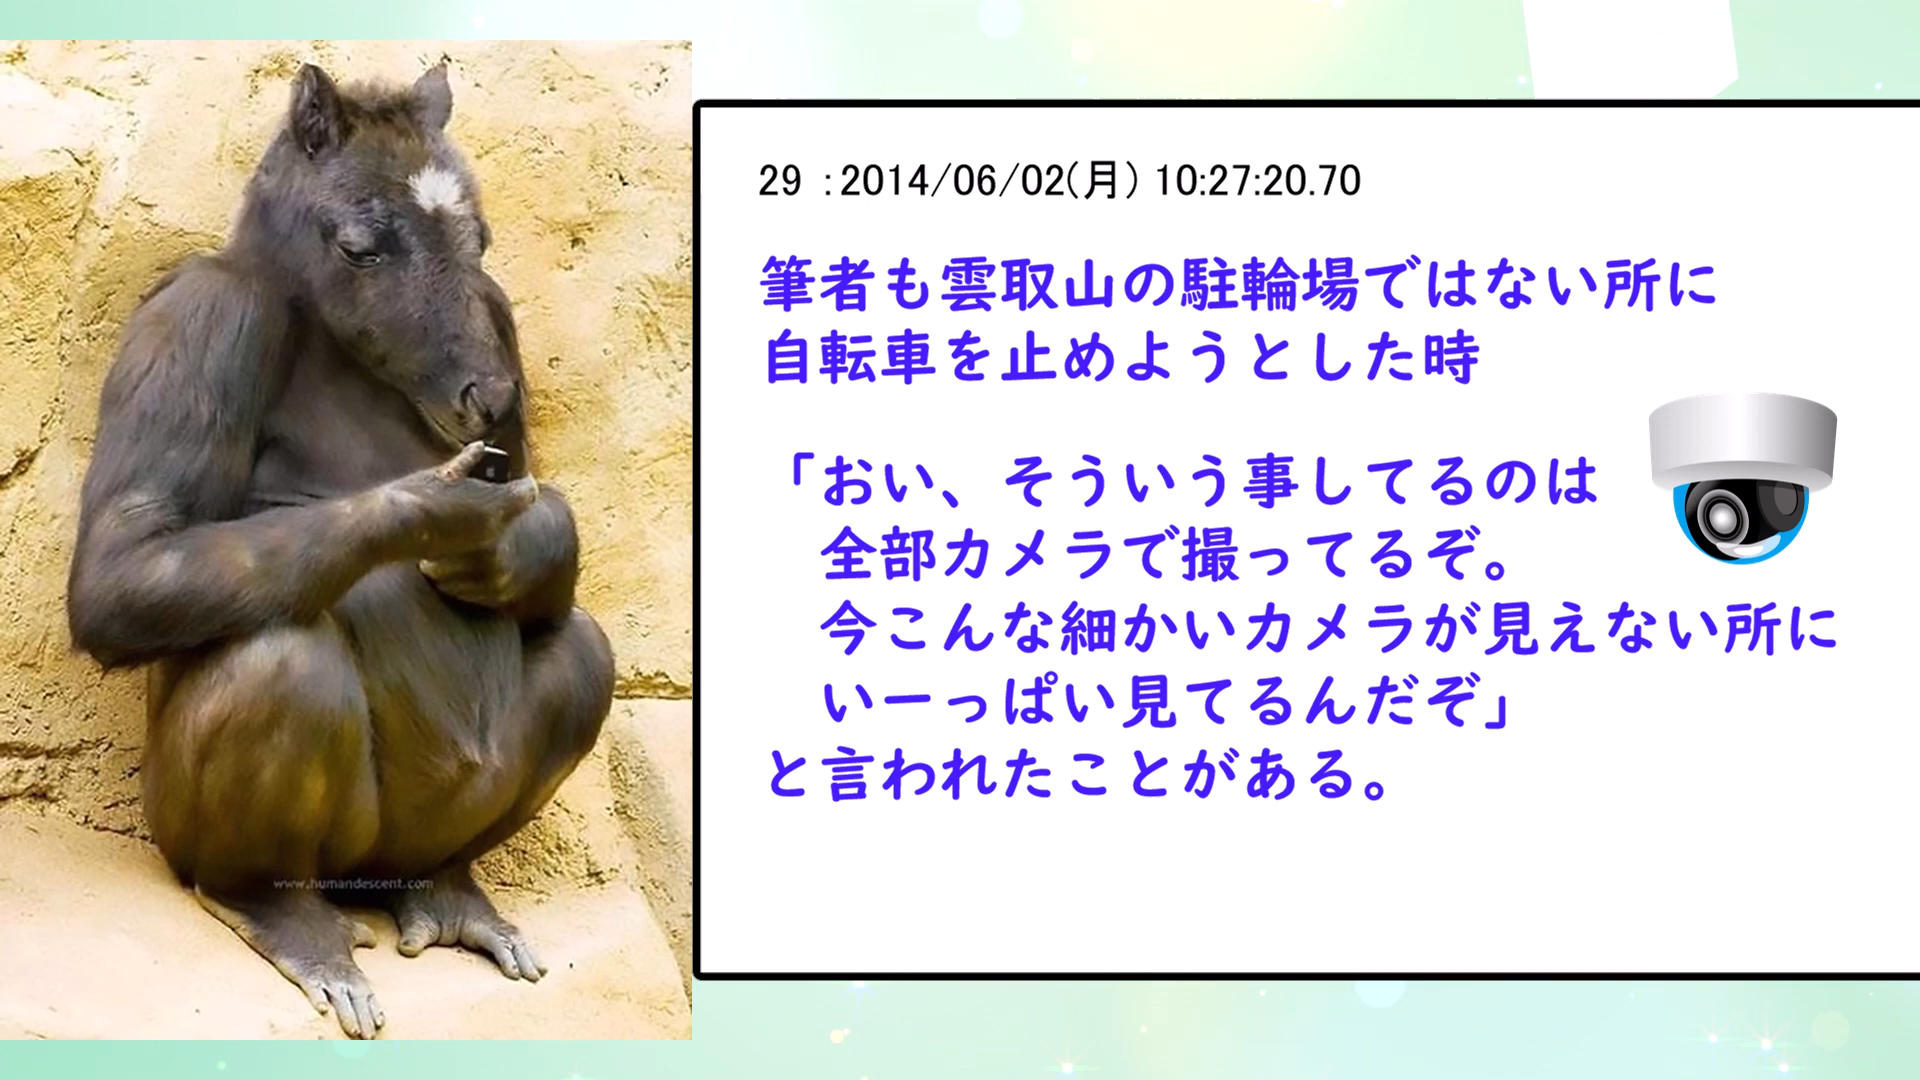 29 :2014/06/02(月) 10:27:20.70
筆者も雲取山の駐輪場ではない所に
自転車を止めようとした時
「おい、そういう事してるのは
全部カメラで撮ってるぞ。
今こんな細かいカメラが見えない所に
いーっぱい見てるんだぞ」
と言われたことがある。
www.humandescent.com